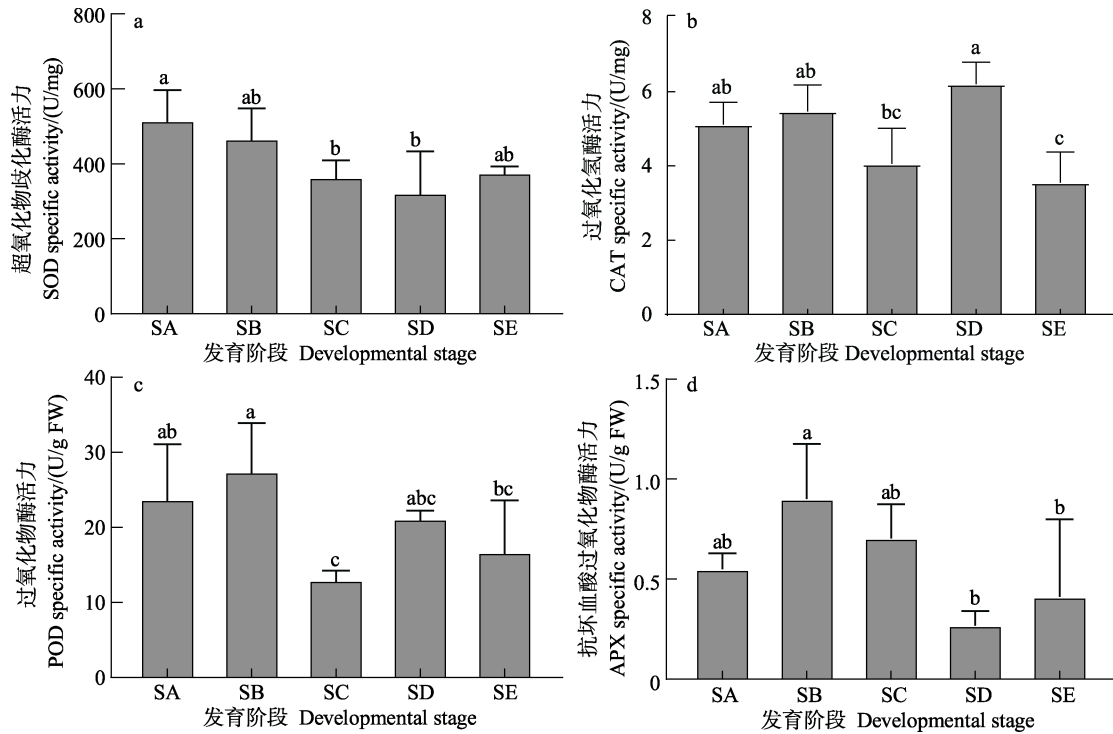 a
超氧化物歧化酶活力
SOD specific activity/(U/mg)
800
600
400
200
0
a
ab
b
b
ab
SA
SB
SC
SD
SE
发育阶段 Developmental stage
b
过氧化氢酶活力
CAT specific activity/(U/mg)
8
6
4
2
0
ab
ab
bc
a
c
SA
SB
SC
SD
SE
发育阶段 Developmental stage
c
过氧化物酶活力
POD specific activity/(U/g FW)
40
30
20
10
0
ab
a
c
abc
bc
SA
SB
SC
SD
SE
发育阶段 Developmental stage
d
抗坏血酸过氧化物酶活力
APX specific activity/(U/g FW)
1.5
1.0
0.5
0
ab
a
ab
b
b
SA
SB
SC
SD
SE
发育阶段 Developmental stage